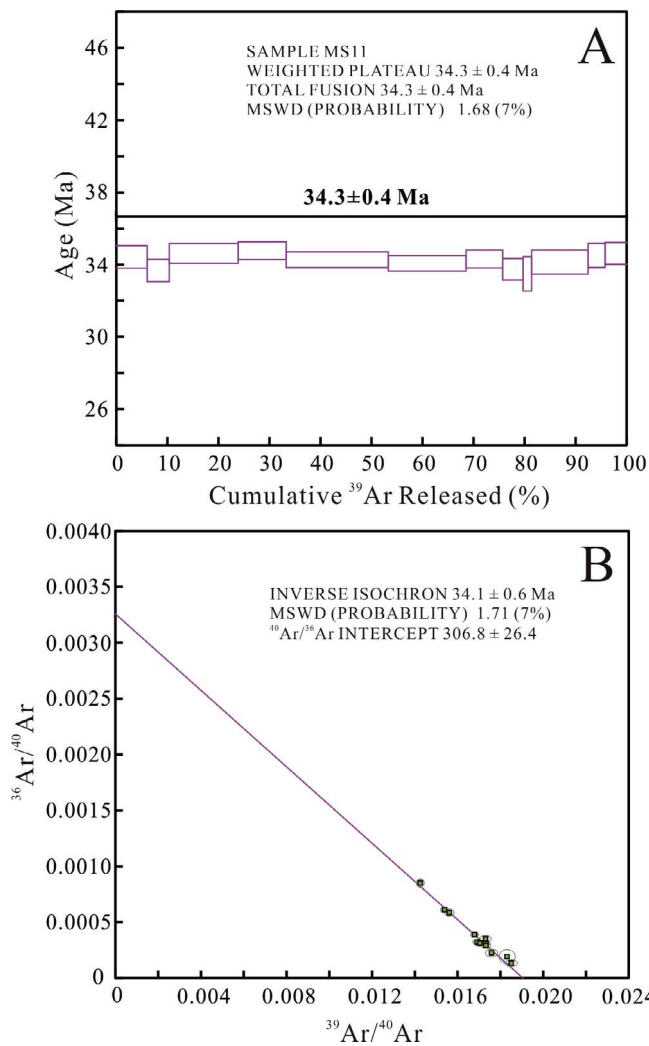 A
SAMPLE MS11
WEIGHTED PLATEAU 34.3 ± 0.4 Ma
TOTAL FUSION 34.3 ± 0.4 Ma
MSWD (PROBABILITY) 1.68 (7%)
34.3±0.4 Ma
Age (Ma)
46
42
38
34
33
26
0 10 20 30 40 50 60 70 80 90 100
Cumulative ³⁹Ar Released (%)
B
INVERSE ISOCHRON 34.1 ± 0.6 Ma
MSWD (PROBABILITY) 1.71 (7%)
⁴⁰Ar/³⁶Ar INTERCEPT 306.8 ± 26.4
³⁶Ar/⁴⁰Ar
0.0040
0.0035
0.0030
0.0025
0.0020
0.0015
0.0010
0.0005
0
0 0.004 0.008 0.012 0.016 0.020 0.024
³⁹Ar/⁴⁰Ar